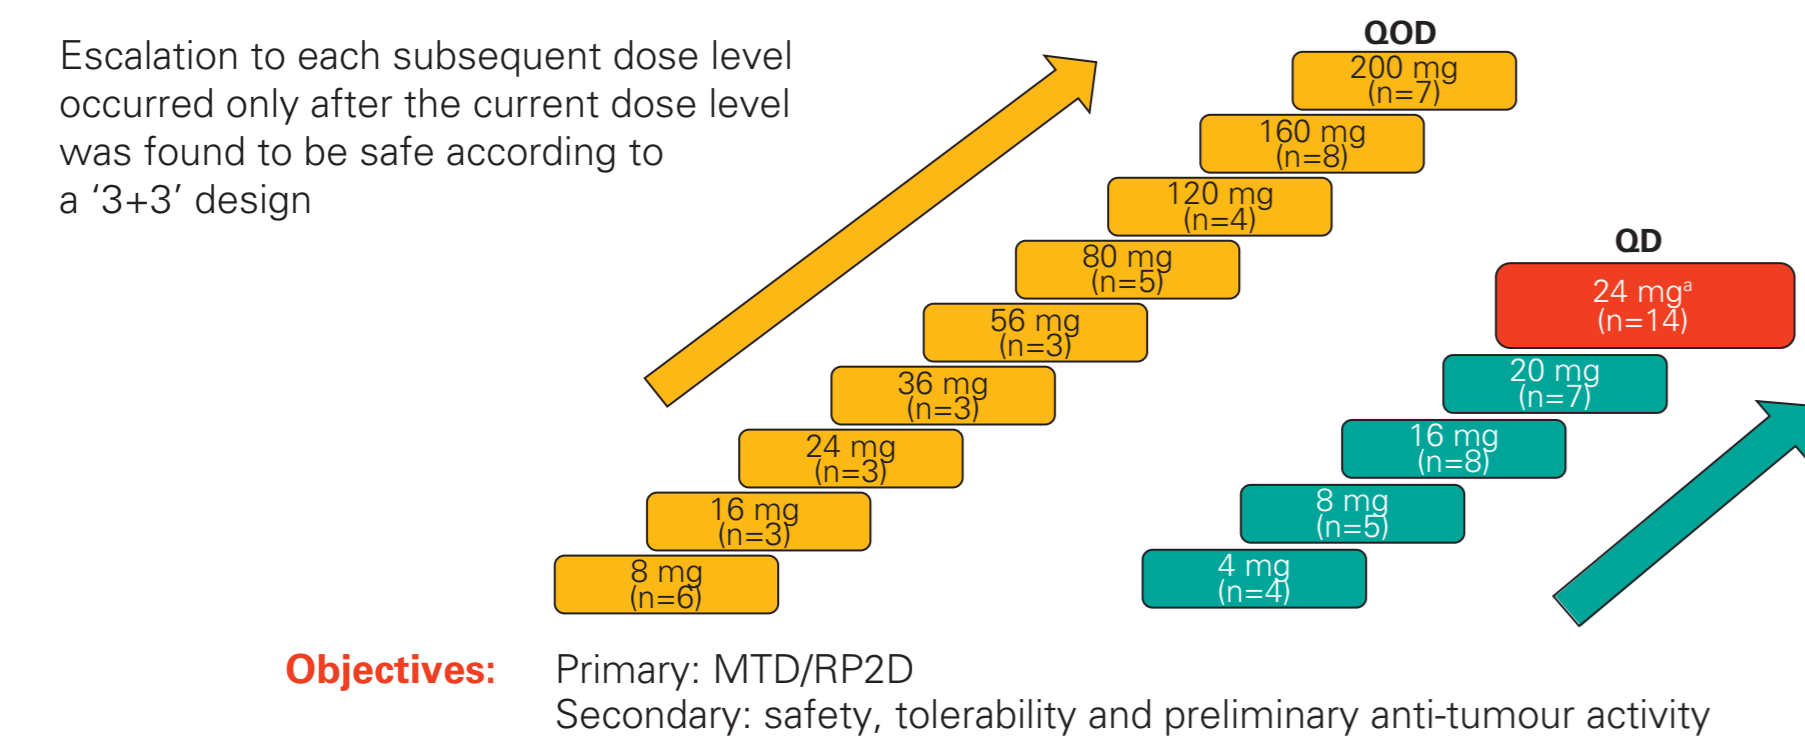 Escalation to each subsequent dose level
occurred only after the current dose level
was found to be safe according to
a ‘3+3’ design
QOD
200 mg
(n=7)
160 mg
(n=8)
120 mg
(n=4)
80 mg
(n=5)
56 mg
(n=3)
36 mg
(n=3)
24 mg
(n=3)
16 mg
(n=3)
8 mg
(n=6)
QD
24 mgᵃ
(n=14)
20 mg
(n=7)
16 mg
(n=8)
8 mg
(n=5)
4 mg
(n=4)
Objectives: Primary: MTD/RP2D
Secondary: safety, tolerability and preliminary anti-tumour activity